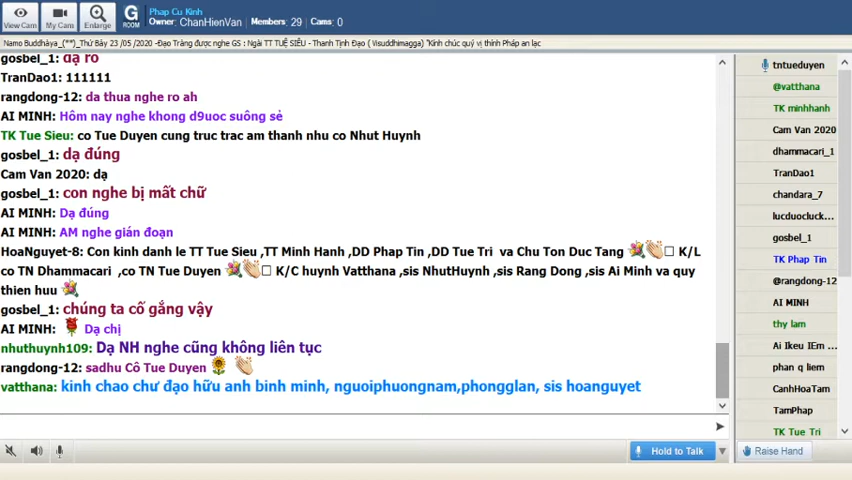 View Cam
My Cam
Enlarge
G
ROOM
Phap Cu Kinh
Owner: ChanHienVan Members: 29 Cams: 0
Namo Buddhàya_(**)_Thứ Bảy 23 /05 /2020 -Đạo Tràng được nghe GS : Ngài TT TUỆ SIÊU - Thanh Tịnh Đạo ( Visuddhimagga) "Kính chúc quý vị thính Pháp an lạc
gosbel_1: dạ rõ
TranDao1: 111111
rangdong-12: da thua nghe ro ah
AI MINH: Hôm nay nghe khong d9uoc suông sẻ
TK Tue Sieu: co Tue Duyen cung truc trac am thanh nhu co Nhut Huynh
gosbel_1: dạ đúng
Cam Van 2020: dạ
gosbel_1: con nghe bị mất chữ
AI MINH: Dạ đúng
AI MINH: AM nghe gián đoạn
HoaNguyet-8: Con kinh danh le TT Tue Sieu ,TT Minh Hanh ,DD Phap Tin ,DD Tue Tri va Chu Ton Duc Tang K/L
co TN Dhammacari ,co TN Tue Duyen K/C huynh Vatthana ,sis NhutHuynh ,sis Rang Dong ,sis Ai Minh va quy
thien huu
gosbel_1: chúng ta cố gắng vậy
AI MINH: Dạ chị
nhuthuynh109: Dạ NH nghe cũng không liên tục
rangdong-12: sadhu Cô Tue Duyen
vatthana: kinh chao chư đạo hữu anh binh minh, nguoiphuongnam,phongglan, sis hoanguyet
Hold to Talk
tntueduyen
@vatthana
TK minhhanh
Cam Van 2020
dhammacari_1
TranDao1
chandara_7
lucduocluck...
gosbel_1
TK Phap Tin
@rangdong-12
AI MINH
thy lam
Ai Ikeu IEm ...
phan q liem
CanhHoaTam
TamPhap
TK Tue Tri
Raise Hand